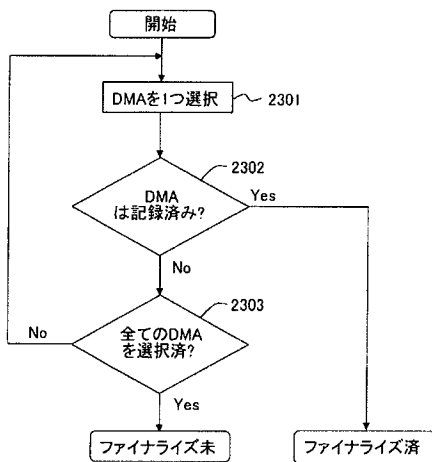 開始
DMAを1つ選択
2301
2302
DMA
は記録済み?
Yes
No
2303
全てのDMA
を選択済?
No
Yes
ファイナライズ未
ファイナライズ済